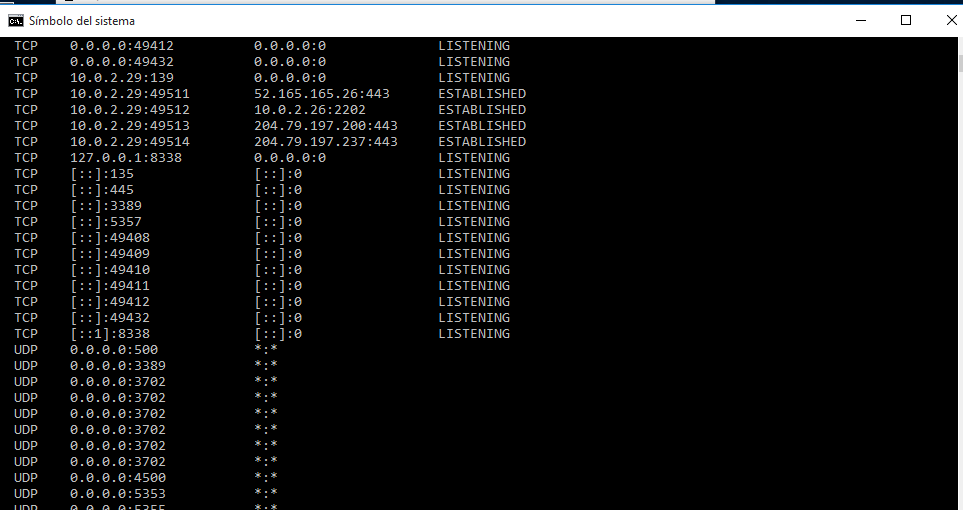 Símbolo del sistema
TCP 0.0.0.0:49412 0.0.0.0:0 LISTENING
TCP 0.0.0.0:49432 0.0.0.0:0 LISTENING
TCP 10.0.2.29:139 0.0.0.0:0 LISTENING
TCP 10.0.2.29:49511 52.165.165.26:443 ESTABLISHED
TCP 10.0.2.29:49512 10.0.2.26:2202 ESTABLISHED
TCP 10.0.2.29:49513 204.79.197.200:443 ESTABLISHED
TCP 10.0.2.29:49514 204.79.197.237:443 ESTABLISHED
TCP 127.0.0.1:8338 0.0.0.0:0 LISTENING
TCP [::]:135 [::]:0 LISTENING
TCP [::]:445 [::]:0 LISTENING
TCP [::]:3389 [::]:0 LISTENING
TCP [::]:5357 [::]:0 LISTENING
TCP [::]:49408 [::]:0 LISTENING
TCP [::]:49409 [::]:0 LISTENING
TCP [::]:49410 [::]:0 LISTENING
TCP [::]:49411 [::]:0 LISTENING
TCP [::]:49412 [::]:0 LISTENING
TCP [::]:49432 [::]:0 LISTENING
TCP [::1]:8338 [::]:0 LISTENING
UDP 0.0.0.0:500 *:*
UDP 0.0.0.0:3389 *:*
UDP 0.0.0.0:3702 *:*
UDP 0.0.0.0:3702 *:*
UDP 0.0.0.0:3702 *:*
UDP 0.0.0.0:3702 *:*
UDP 0.0.0.0:3702 *:*
UDP 0.0.0.0:3702 *:*
UDP 0.0.0.0:4500 *:*
UDP 0.0.0.0:5353 *:*
UDP 0.0.0.0:5355 *:*